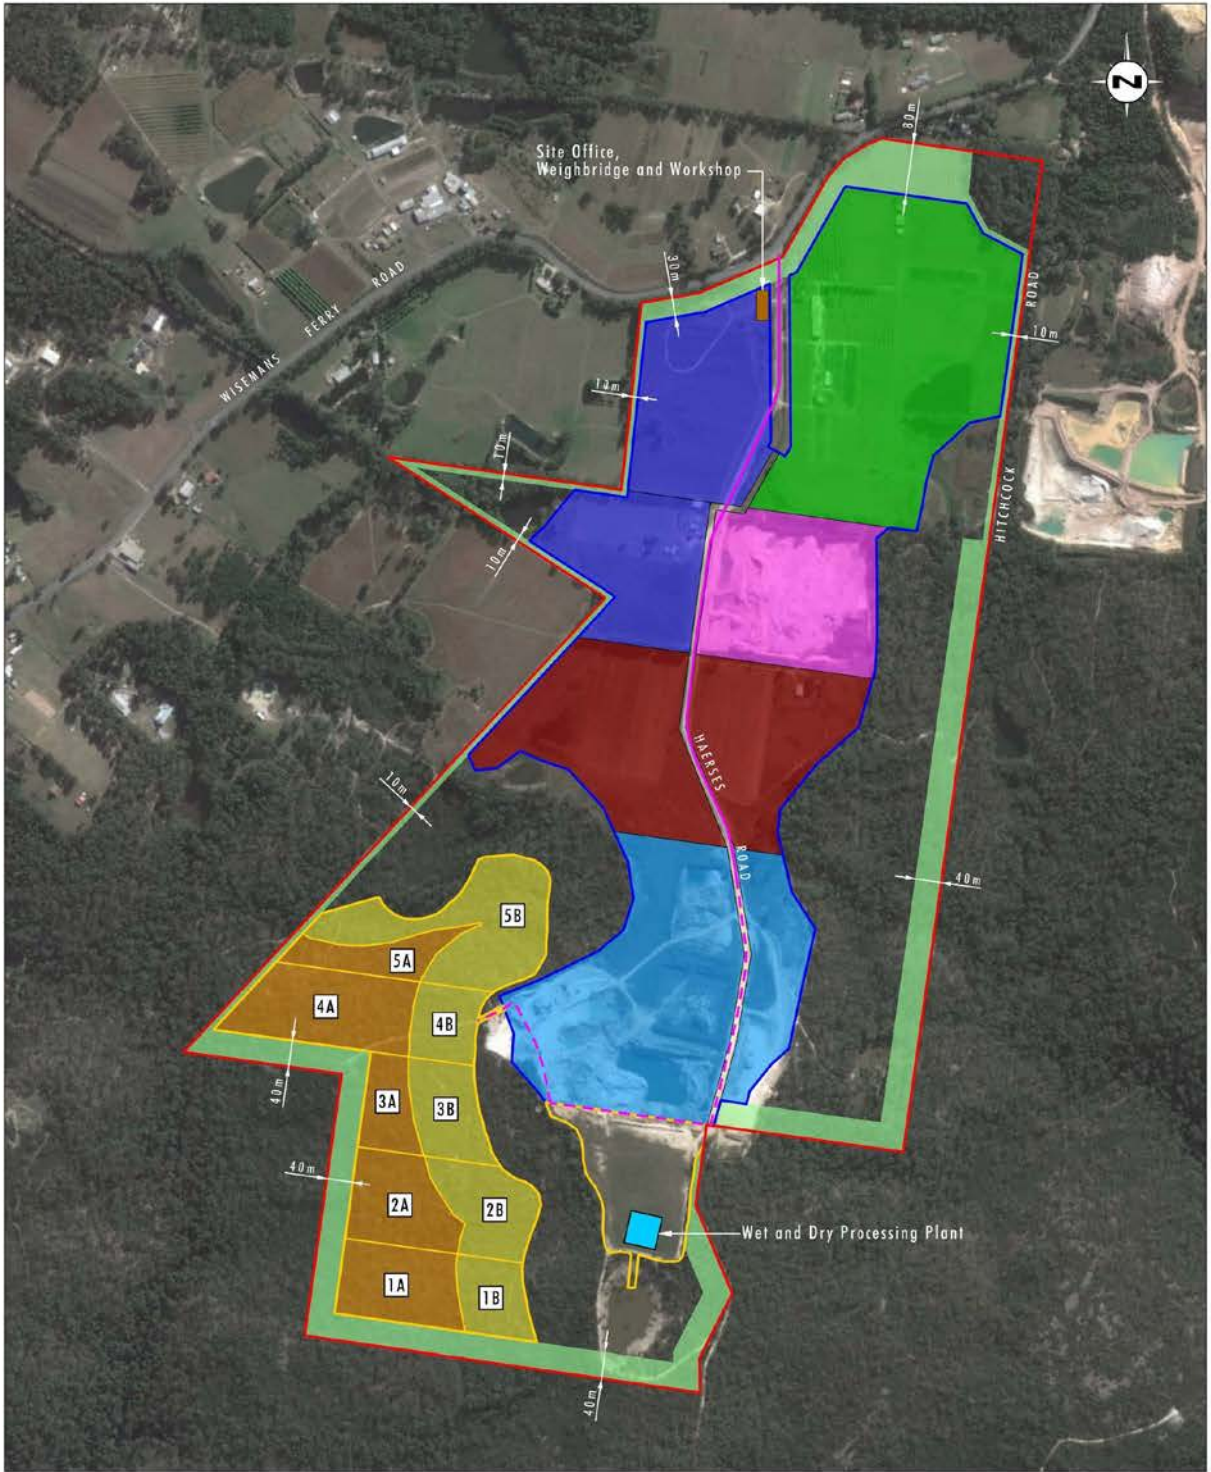 N
80m
Site Office,
Weighbridge and Workshop
30m
ROAD
FERRY
WISEMANS
ROAD
10m
10m
10m
10m
HITCHCOCK
HAERSES
ROAD
10m
40m
5B
5A
4A
4B
40m
3A
3B
40m
2A
2B
Wet and Dry Processing Plant
1A
1B
40m